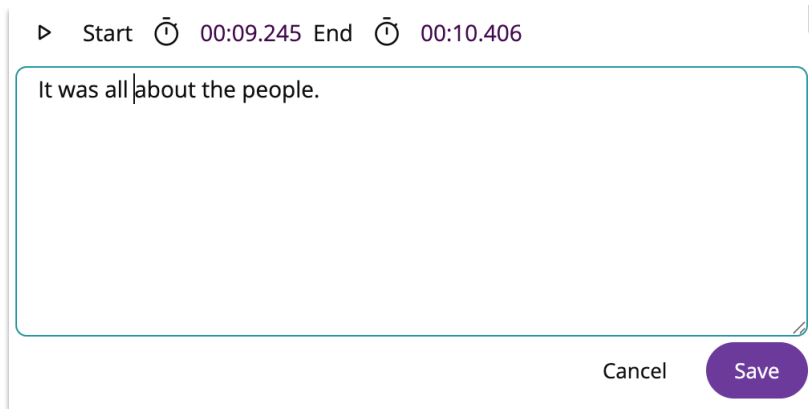 Start 00:09.245 End 00:10.406
It was all about the people.
Cancel Save